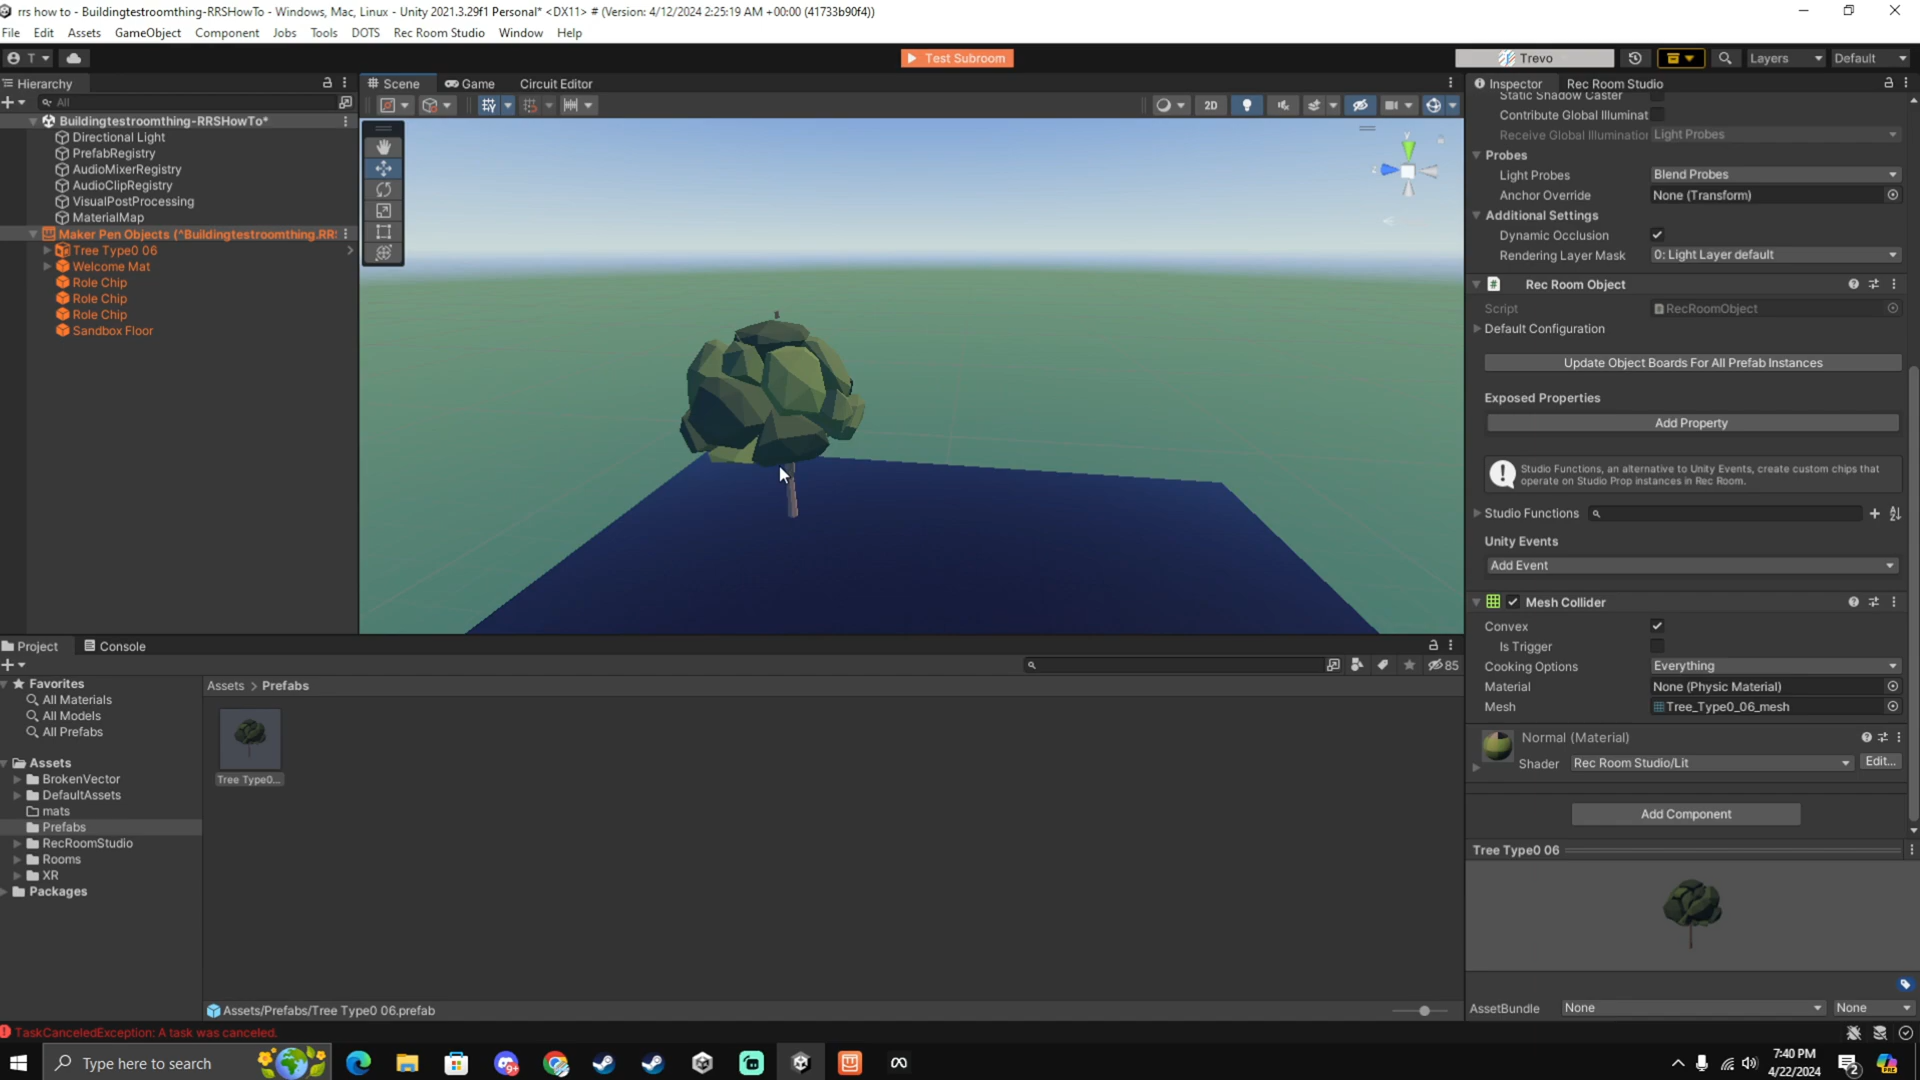 rrs how to - Buildingtestroomthing-RRSHowTo - Windows, Mac, Linux - Unity 2021.3.29f1 Personal* <DX11> # (Version: 4/12/2024 2:25:19 AM +00:00 (41733b90f4))
File Edit Assets GameObject Component Jobs Tools DOTS Rec Room Studio Window Help
T Test Subroom Trevo Layers Default
Hierarchy Scene Game Circuit Editor Inspector Rec Room Studio
All 2D
Static Shadow Caster
Contribute Global Illuminat
Receive Global Illumination Light Probes
Probes
Light Probes Blend Probes
Anchor Override None (Transform)
Additional Settings
Dynamic Occlusion
Rendering Layer Mask 0: Light Layer default
Rec Room Object
Script RecRoomObject
Default Configuration
Update Object Boards For All Prefab Instances
Exposed Properties
Add Property
Studio Functions, an alternative to Unity Events, create custom chips that
operate on Studio Prop instances in Rec Room.
Studio Functions
Unity Events
Add Event
Mesh Collider
Convex
Is Trigger
Cooking Options Everything
Material None (Physic Material)
Mesh Tree_Type0_06_mesh
Normal (Material)
Shader Rec Room Studio/Lit Edit...
Add Component
Tree Type0 06
AssetBundle None None
Buildingtestroomthing-RRSHowTo*
Directional Light
PrefabRegistry
AudioMixerRegistry
AudioClipRegistry
VisualPostProcessing
MaterialMap
Maker Pen Objects (^Buildingtestroomthing.RR
Tree Type0 06
Welcome Mat
Role Chip
Role Chip
Role Chip
Sandbox Floor
y
Project Console
85
Favorites
All Materials
All Models
All Prefabs
Assets
BrokenVector
DefaultAssets
mats
Prefabs
RecRoomStudio
Rooms
XR
Packages
Assets > Prefabs
Tree Type0...
Assets/Prefabs/Tree Type0 06.prefab
TaskCanceledException: A task was canceled.
Type here to search
9+
7:40 PM
4/22/2024
2
PRE